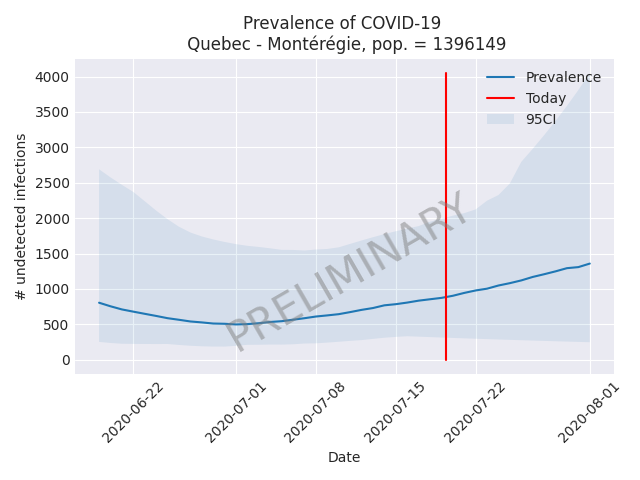 Prevalence of COVID-19
Quebec - Montérégie, pop. = 1396149
4000
3500
3000
2500
2000
1500
1000
500
0
# undetected infections
Prevalence
Today
95CI
PRELIMINARY
2020-06-22
2020-07-01
2020-07-08
2020-07-15
2020-07-22
2020-08-01
Date